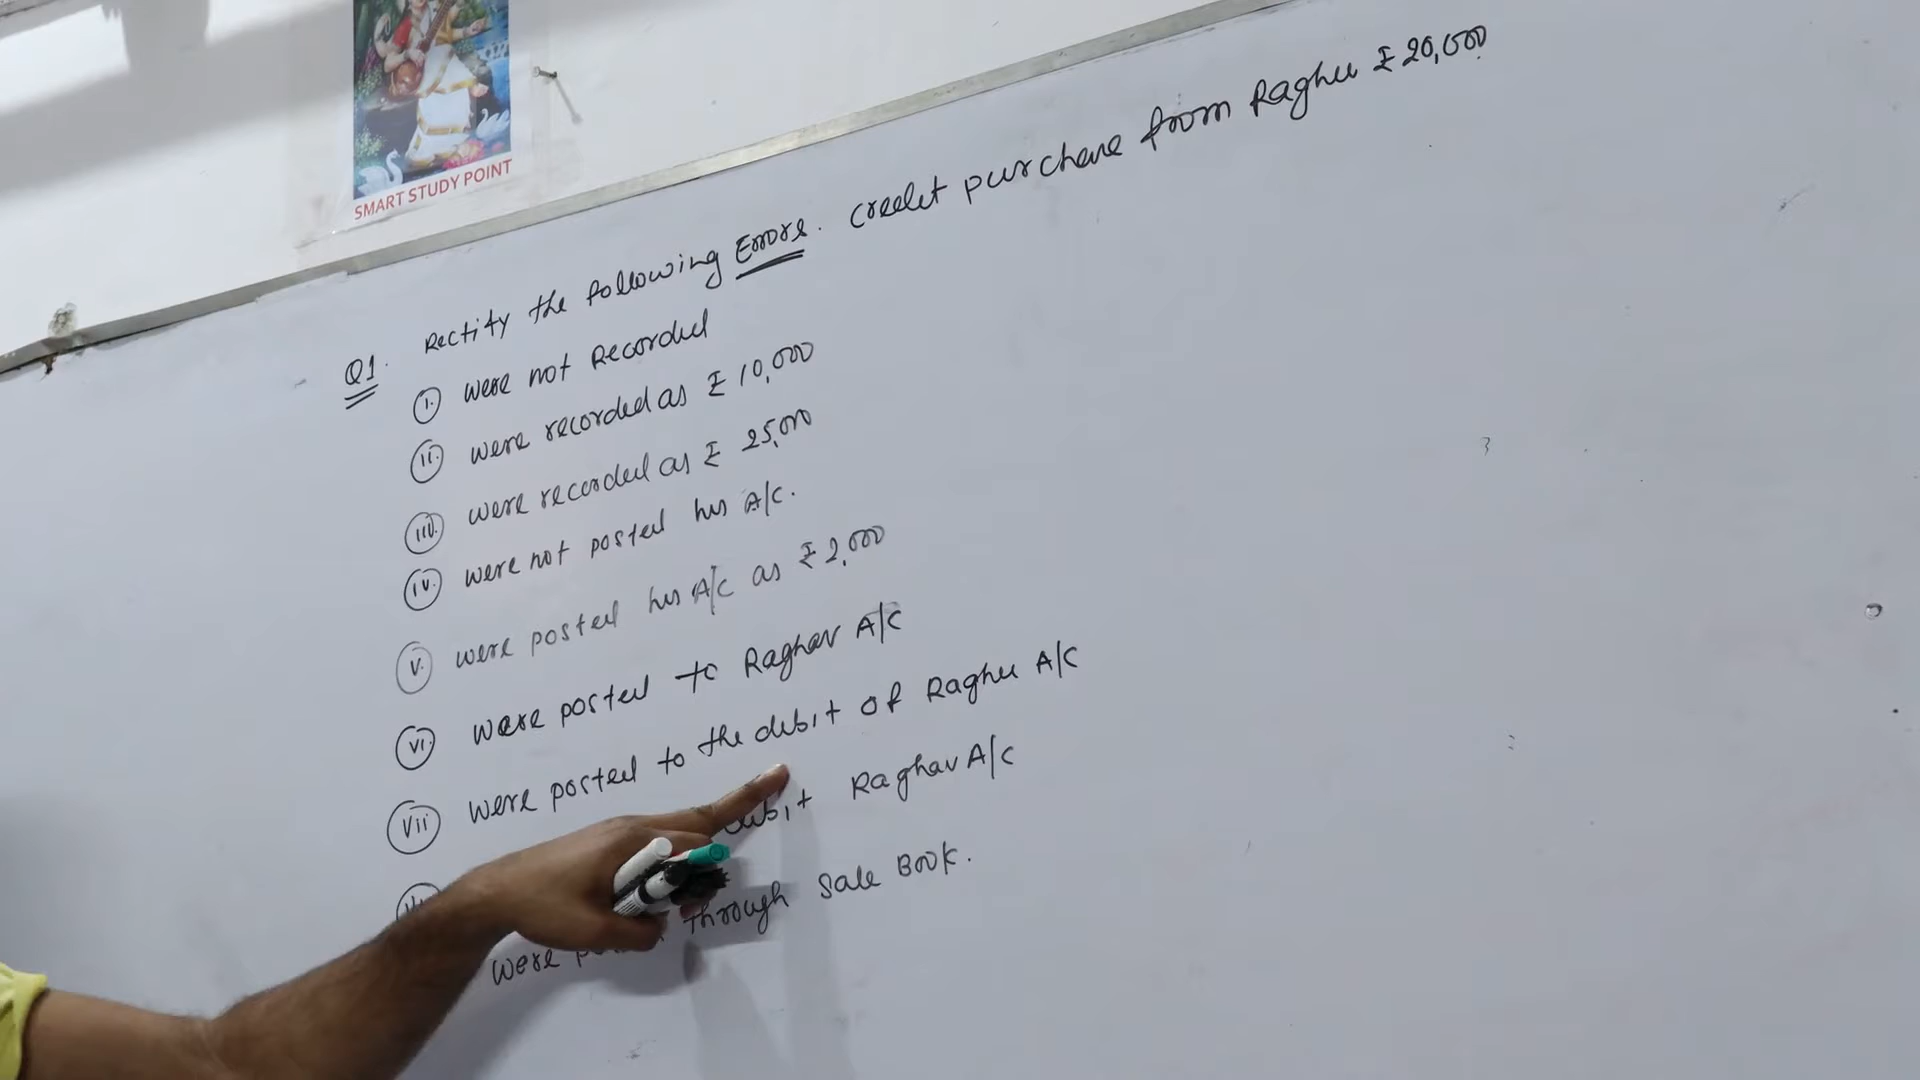 SMART STUDY POINT
Q1. Rectify the following Errors. Credit purchase from Raghu ₹ 20,000
i. were not Recorded
ii. were recorded as ₹ 10,000
iii. were recorded as ₹ 25,000
iv. were not posted his A/C.
v. were posted his A/C as ₹ 2,000
vi. were posted to Raghav A/C
vii were posted to the debit of Raghu A/C
debit Raghav A/C
were through Sale Book.